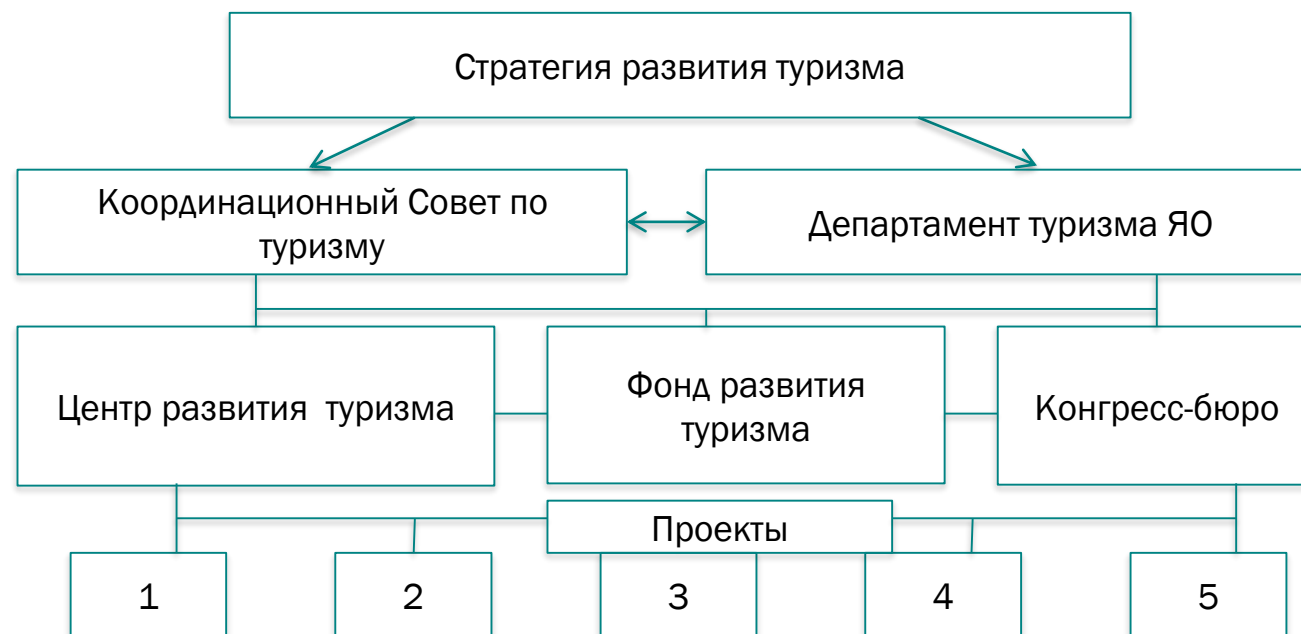 Стратегия развития туризма
Координационный Совет по
туризму
Департамент туризма ЯО
Центр развития  туризма
Фонд развития
туризма
Конгресс-бюро
Проекты
1
2
3
4
5